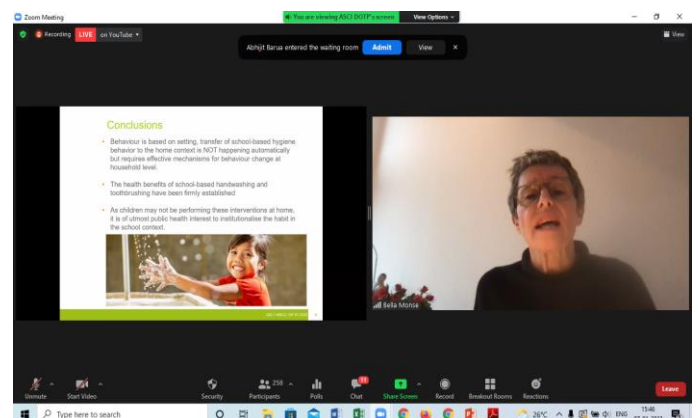 Zoom Meeting
You are viewing ASCI DOTP's screen
View Options
Recording
LIVE
on YouTube
View
Abhijit Barua entered the waiting room
Admit
View
Conclusions
• Behaviour is based on setting, transfer of school-based hygiene
behavior to the home context is NOT happening automatically
but requires effective mechanisms for behaviour change at
household level.
• The health benefits of school-based handwashing and
toothbrushing have been firmly established
• As children may not be performing these interventions at home,
it is of utmost public health interest to institutionalise the habit in
the school context.
Bella Monse
Unmute
Start Video
Security
Participants
258
Polls
Chat
Share Screen
Record
Breakout Rooms
Reactions
Leave
Type here to search
26°C
ENG
15:46